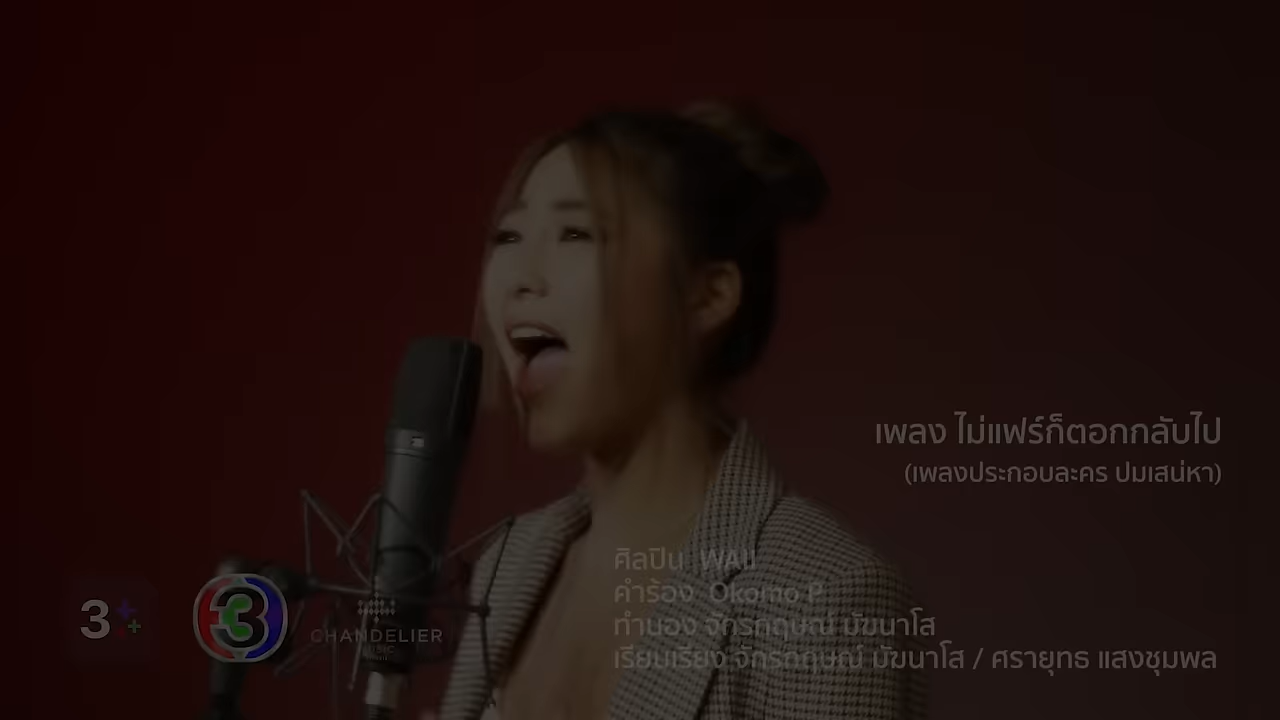 เพลง ไม่แฟร์ก็ตอกกลับไป
(เพลงประกอบละคร ปมเสน่หา)
ศิลปิน WAii
คำร้อง Okomo P
ทำนอง จักรกฤษณ์ มัฆนาโส
เรียบเรียง จักรกฤษณ์ มัฆนาโส / ศรายุทธ แสงชุมพล
3+
3
CHANDELIER
MUSIC